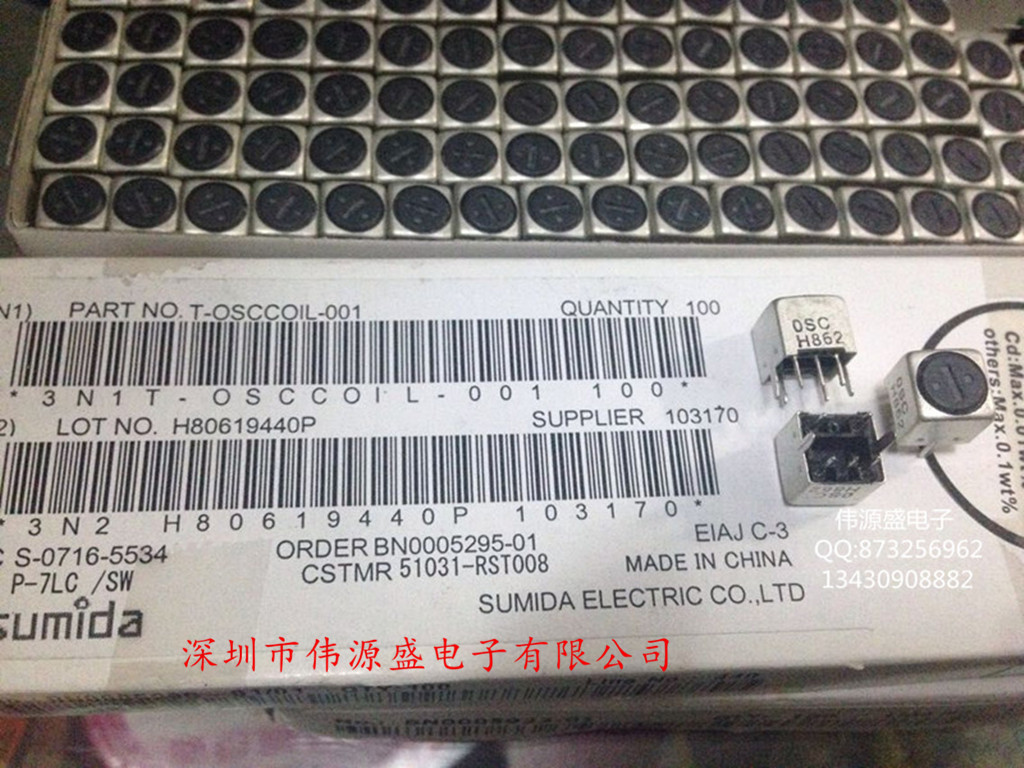 N1) PART NO. T-OSCCOIL-001 QUANTITY 100
*3N1T-OSCCOIL-001 100*
2) LOT NO. H80619440P SUPPLIER 103170
*3N2 H80619440P 103170*
C S-0716-5534
P-7LC /SW
ORDER BN0005295-01
CSTMR 51031-RST008
EIAJ C-3
MADE IN CHINA
SUMIDA ELECTRIC CO.,LTD
sumida
OSC
H862
OSC
H862
Cd:Max.0.01wt%
others:Max.0.1wt%
伟源盛电子
QQ:873256962
13430908882
深圳市伟源盛电子有限公司